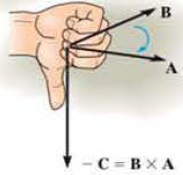 B
A
− C = B × A